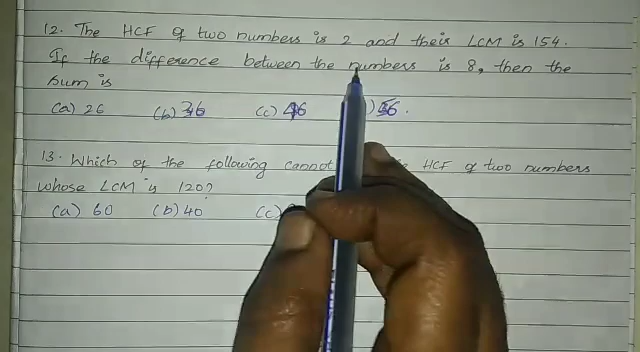 12. The HCF of two numbers is 2 and their LCM is 154.
If the difference between the numbers is 8, then the
sum is
(a) 26 (b) 36 (c) 46 ) 56.
13. Which of the following cannot HCF of two numbers
whose LCM is 120?
(a) 60 (b) 40 (c)